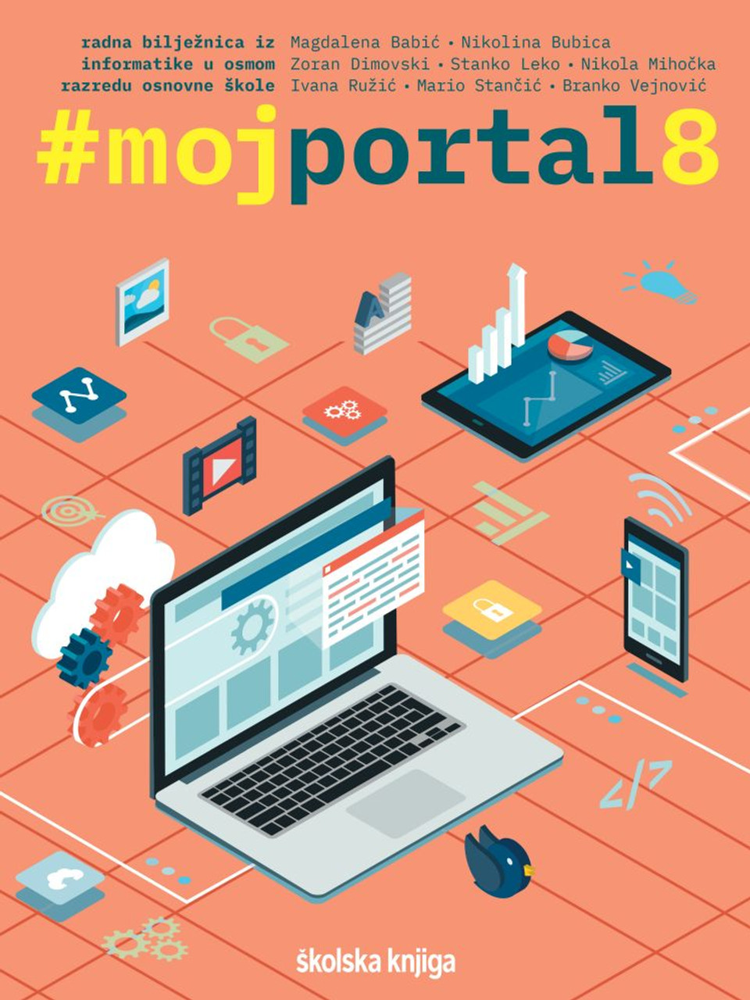 radna bilježnica iz Magdalena Babić • Nikolina Bubica
informatike u osmom Zoran Dimovski • Stanko Leko • Nikola Mihočka
razredu osnovne škole Ivana Ružić • Mario Stančić • Branko Vejnović
#mojportal8
A
</>
školska knjiga